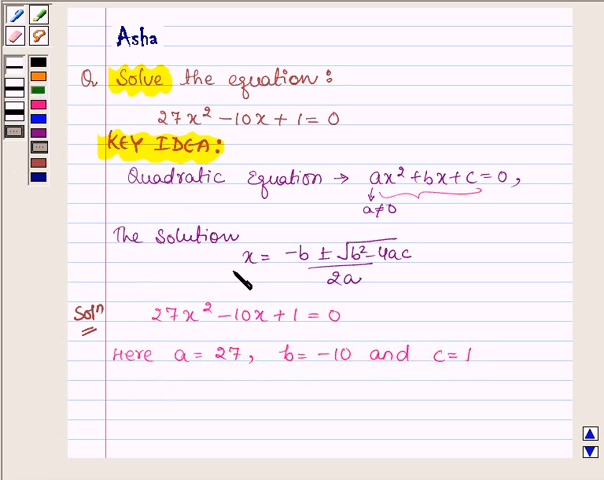 Asha
Q Solve the equation:
27x² - 10x + 1 = 0
KEY IDEA:
Quadratic Equation → ax² + bx + c = 0,
↓
a≠0
The Solution
x = -b ± √b² - 4ac
2a
Solⁿ 27x² - 10x + 1 = 0
Here a = 27, b = -10 and c = 1